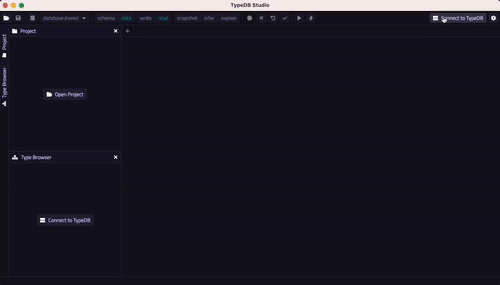 TypeDB Studio
database (none) schema data write read snapshot infer explain Connect to TypeDB
Project
Project
Open Project
Type Browser
Type Browser
Connect to TypeDB